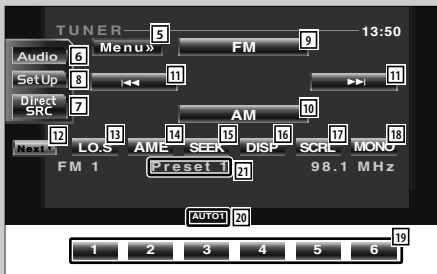 TUNER 5 9 13:50
Menu» FM
Audio 6
SetUp 8 |◀◀ 11 ▶▶| 11
Direct SRC 7
AM 10
Next 12 LO.S 13 AME 14 SEEK 15 DISP 16 SCRL 17 MONO 18
FM 1 Preset 1 21 98.1 MHz
AUTO1 20
1 2 3 4 5 6 19